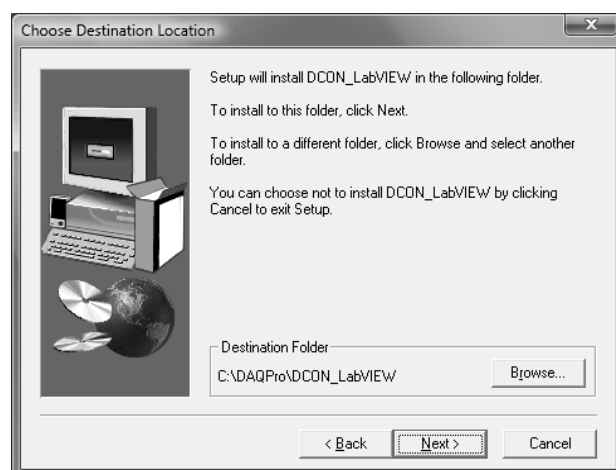 Choose Destination Location
Setup will install DCON_LabVIEW in the following folder.
To install to this folder, click Next.
To install to a different folder, click Browse and select another
folder.
You can choose not to install DCON_LabVIEW by clicking
Cancel to exit Setup.
Destination Folder
C:\DAQPro\DCON_LabVIEW
Browse...
< Back
Next >
Cancel